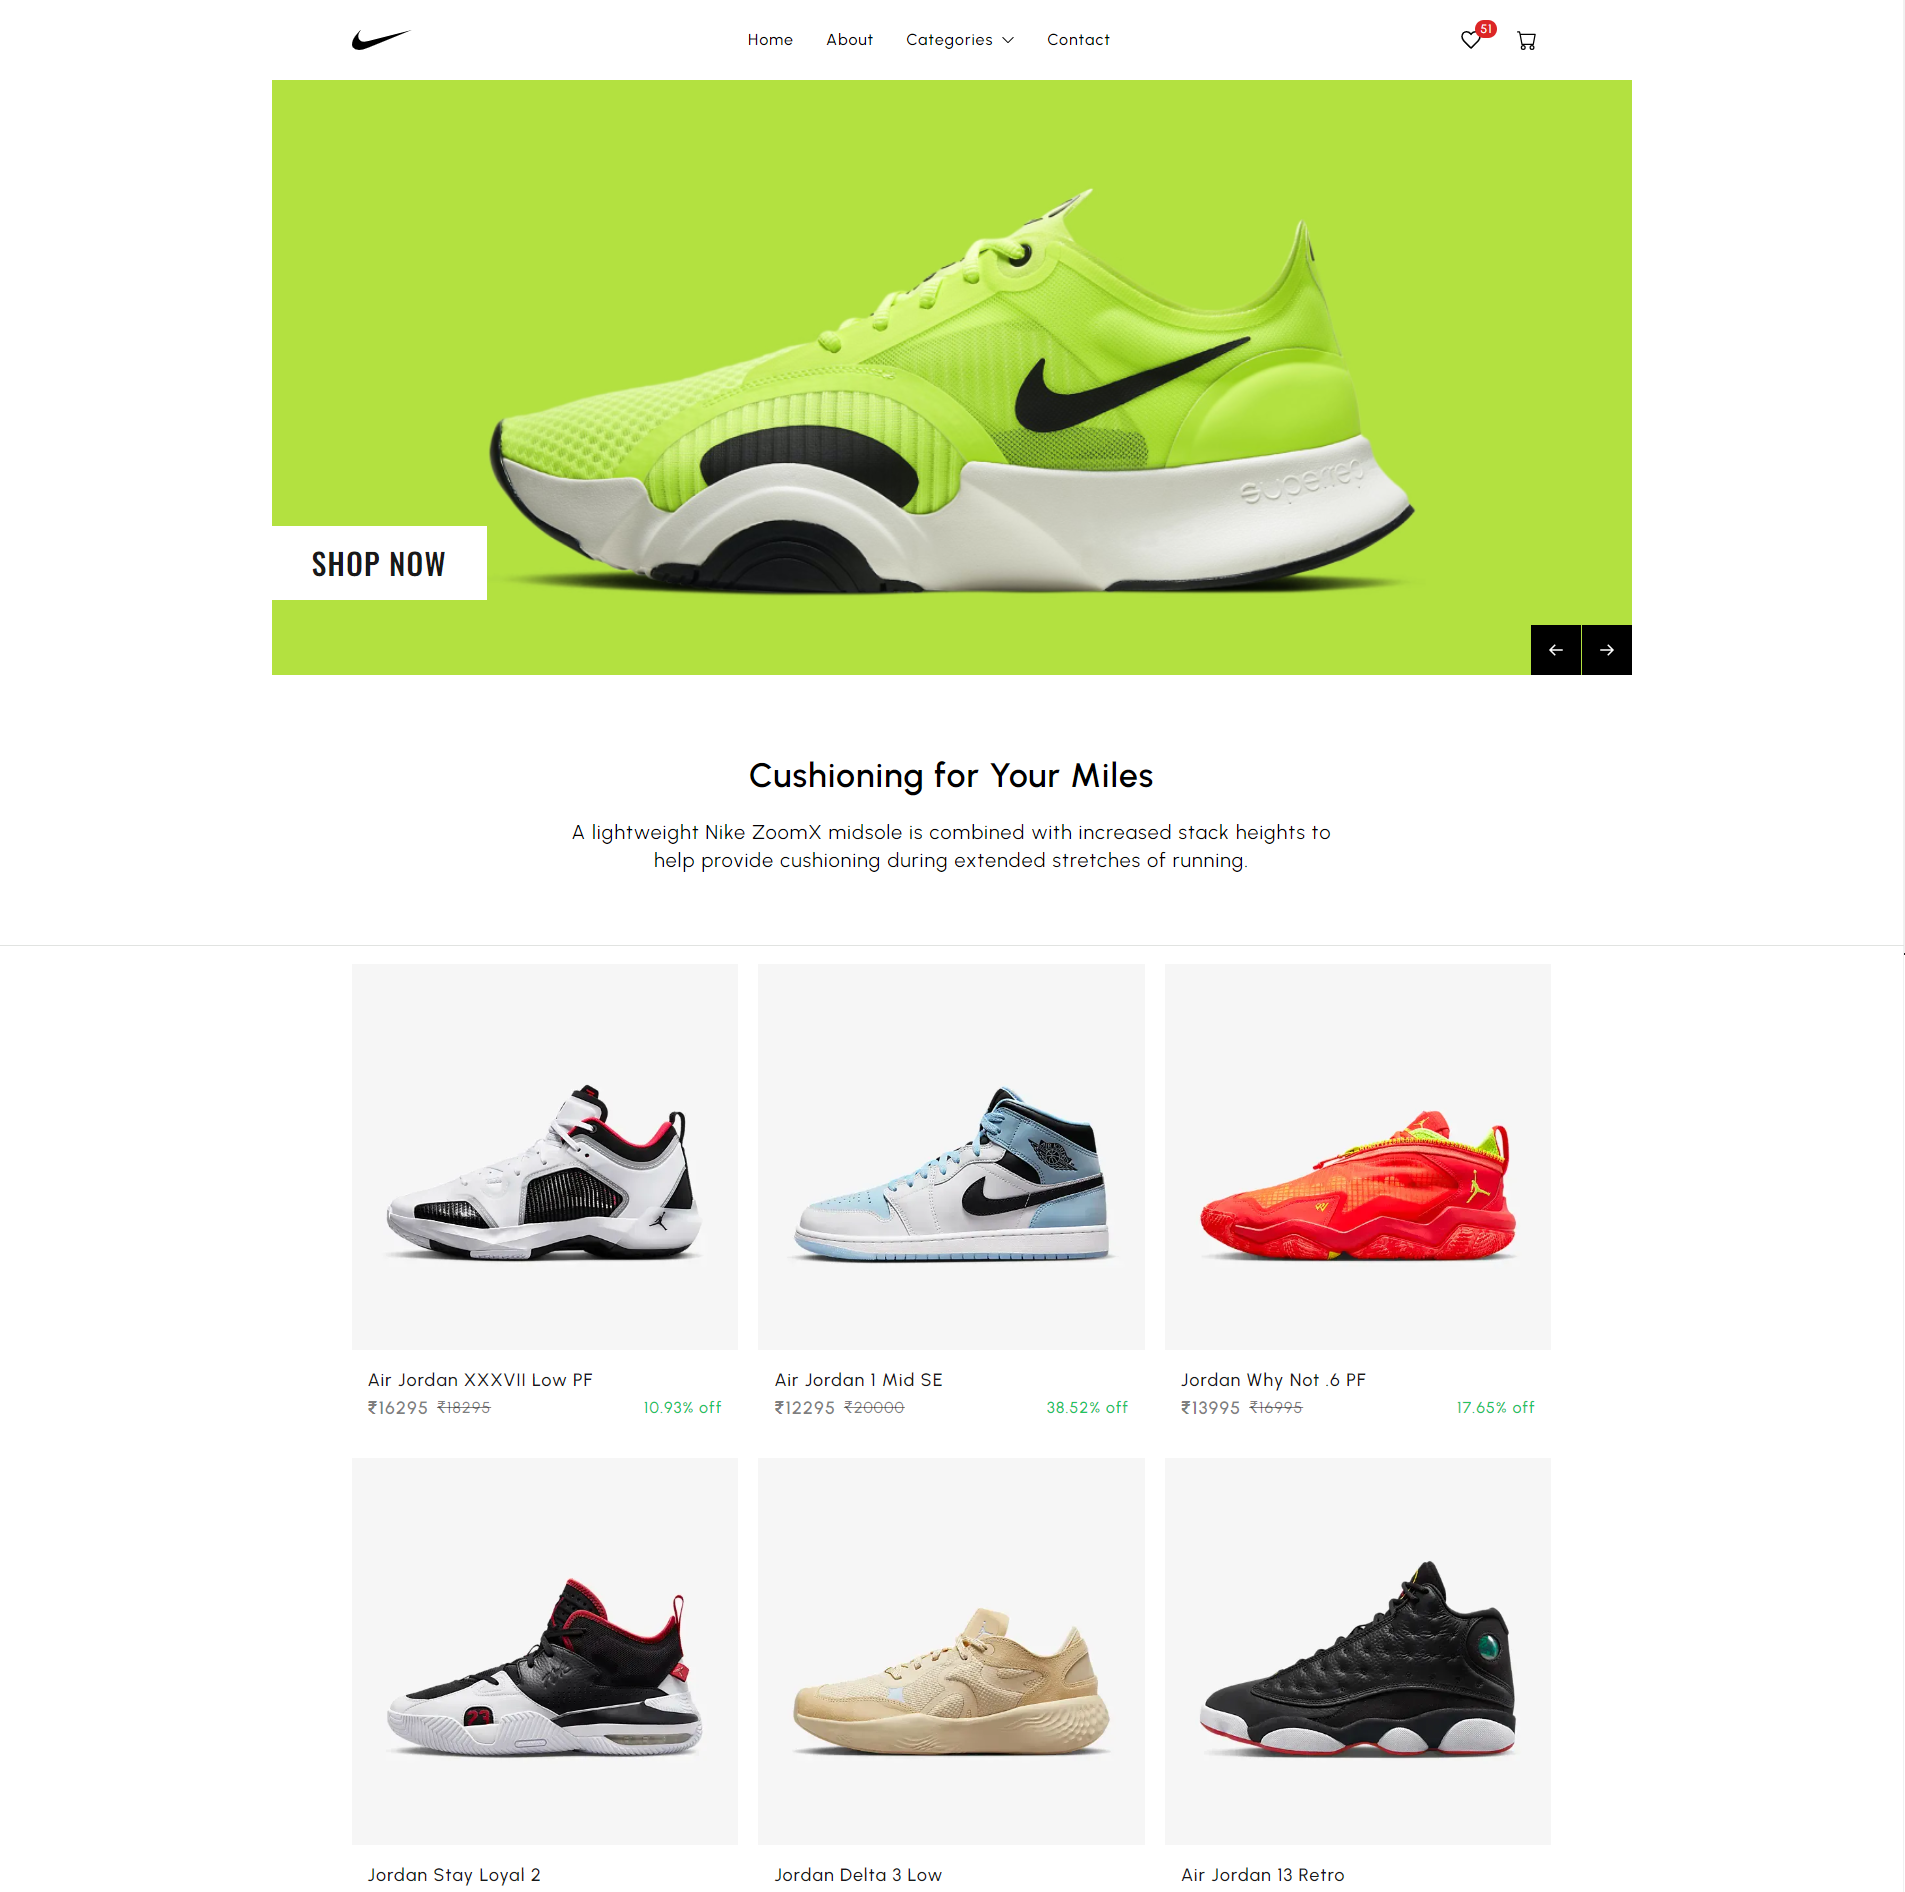 Home About Categories Contact
51
superrep
SHOP NOW
Cushioning for Your Miles
A lightweight Nike ZoomX midsole is combined with increased stack heights to
help provide cushioning during extended stretches of running.
Air Jordan XXXVII Low PF
₹16295 ₹18295 10.93% off
Air Jordan 1 Mid SE
₹12295 ₹20000 38.52% off
Jordan Why Not .6 PF
₹13995 ₹16995 17.65% off
23
Jordan Stay Loyal 2
Jordan Delta 3 Low
Air Jordan 13 Retro